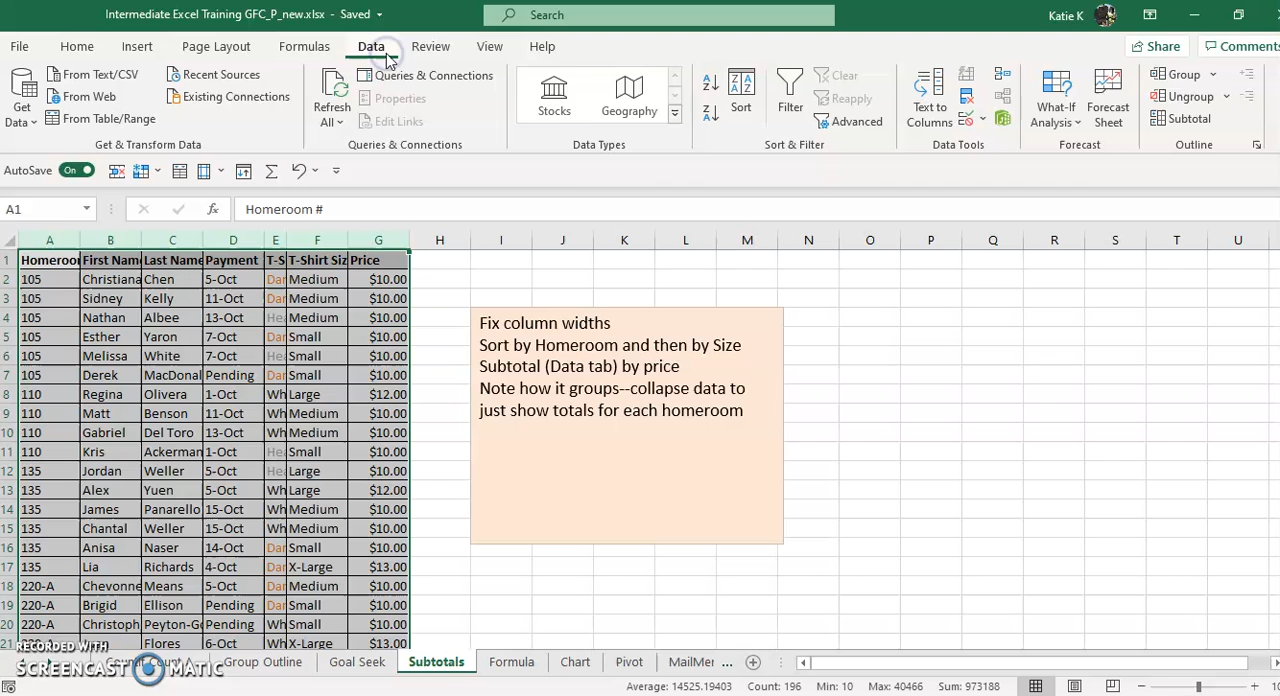 Intermediate Excel Training GFC_P_new.xlsx - Saved
Search
Katie K
File Home Insert Page Layout Formulas Data Review View Help
Share Comments
Get Data
From Text/CSV
From Web
From Table/Range
Recent Sources
Existing Connections
Get & Transform Data
Refresh All
Queries & Connections
Properties
Edit Links
Queries & Connections
Stocks
Geography
Data Types
Sort
Filter
Clear
Reapply
Advanced
Sort & Filter
Text to Columns
Data Tools
What-If Analysis
Forecast Sheet
Forecast
Group
Ungroup
Subtotal
Outline
AutoSave On
A1 fx Homeroom #
A B C D E F G H I J K L M N O P Q R S T U
1 Homeroo First Nam Last Name Payment T-S T-Shirt Siz Price
2 105 Christiana Chen 5-Oct Dar Medium $10.00
3 105 Sidney Kelly 11-Oct Dar Medium $10.00
4 105 Nathan Albee 13-Oct Hea Medium $10.00
5 105 Esther Yaron 7-Oct Dar Small $10.00
6 105 Melissa White 7-Oct Hea Small $10.00
7 105 Derek MacDonal Pending Dar Small $10.00
8 110 Regina Olivera 1-Oct Wh Large $12.00
9 110 Matt Benson 11-Oct Wh Medium $10.00
10 110 Gabriel Del Toro 13-Oct Wh Medium $10.00
11 110 Kris Ackerman 1-Oct Hea Small $10.00
12 135 Jordan Weller 5-Oct Hea Large $10.00
13 135 Alex Yuen 5-Oct Wh Large $12.00
14 135 James Panarello 15-Oct Wh Medium $10.00
15 135 Chantal Weller 15-Oct Wh Medium $10.00
16 135 Anisa Naser 14-Oct Dar Small $10.00
17 135 Lia Richards 4-Oct Dar X-Large $13.00
18 220-A Chevonne Means 5-Oct Dar Medium $10.00
19 220-A Brigid Ellison Pending Dar Small $10.00
20 220-A Christoph Peyton-Go Pending Wh Small $10.00
21 Flores 6-Oct Wh X-Large $13.00
Fix column widths
Sort by Homeroom and then by Size
Subtotal (Data tab) by price
Note how it groups--collapse data to
just show totals for each homeroom
RECORDED WITH
SCREENCAST MATIC
Group Outline Goal Seek Subtotals Formula Chart Pivot MailMer ...
Average: 14525.19403 Count: 196 Min: 10 Max: 40466 Sum: 973188 10